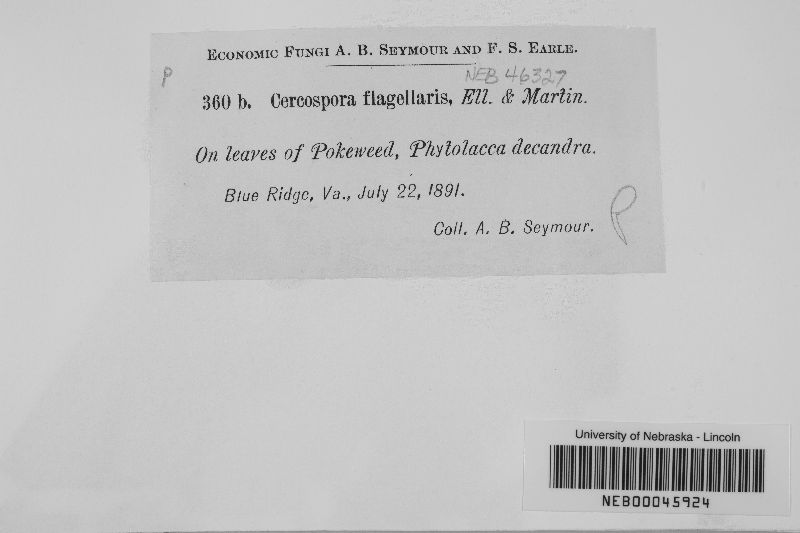 Economic Fungi A. B. Seymour and F. S. Earle.
P NEB 46327
360 b. Cercospora flagellaris, Ell. & Martin.
On leaves of Pokeweed, Phytolacca decandra.
Blue Ridge, Va., July 22, 1891.
P
Coll. A. B. Seymour.
University of Nebraska - Lincoln
NEB00045924